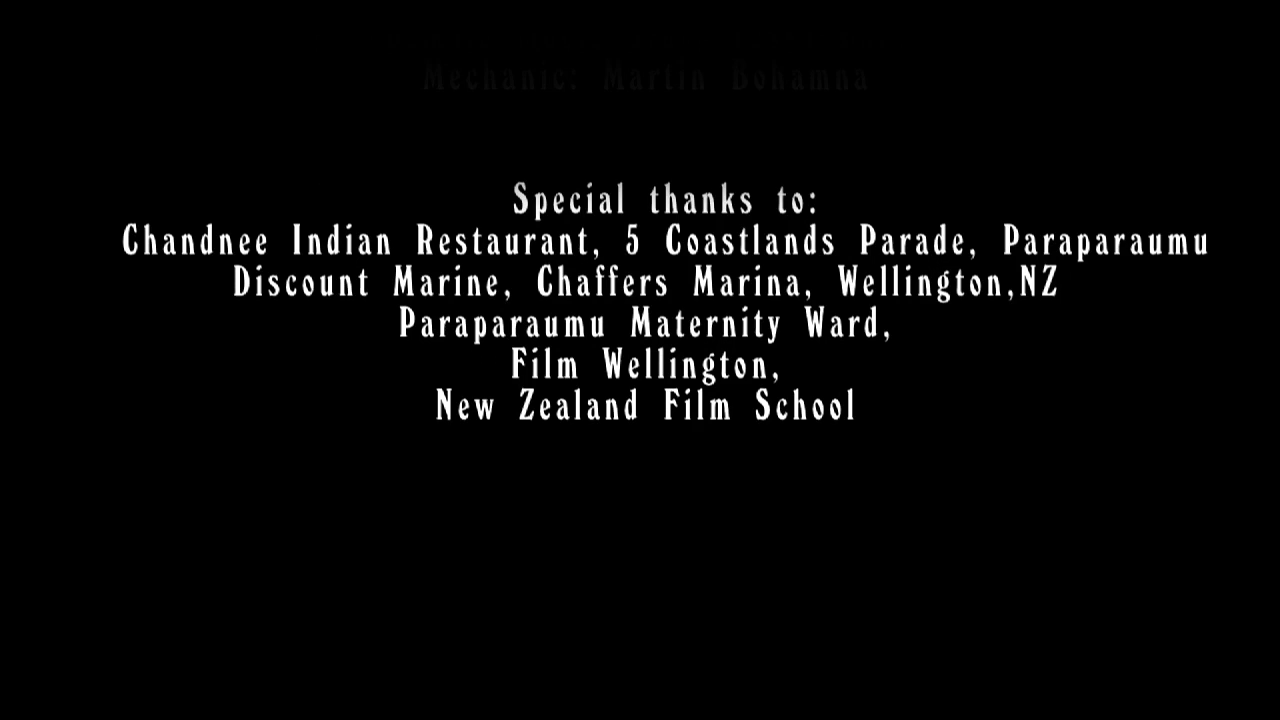 Mechanic: Martin Bohamna
Special thanks to:
Chandnee Indian Restaurant, 5 Coastlands Parade, Paraparaumu
Discount Marine, Chaffers Marina, Wellington,NZ
Paraparaumu Maternity Ward,
Film Wellington,
New Zealand Film School